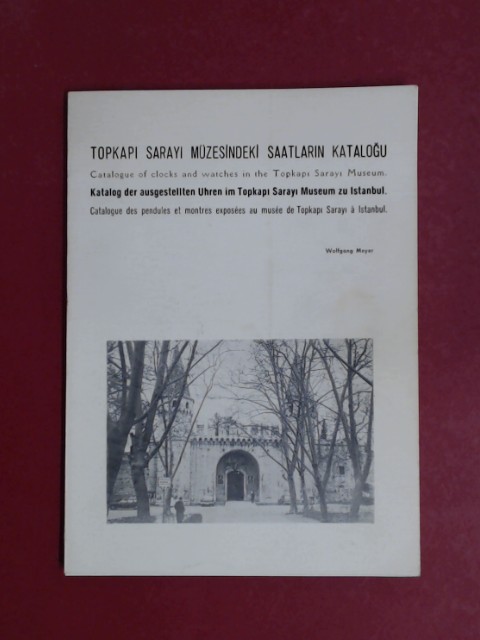 TOPKAPI SARAYI MÜZESİNDEKİ SAATLARIN KATALOĞU
Catalogue of clocks and watches in the Topkapı Sarayı Museum.
Katalog der ausgestellten Uhren im Topkapı Sarayı Museum zu Istanbul.
Catalogue des pendules et montres exposées au musée de Topkapı Sarayı à Istanbul.
Wolfgang Meyer